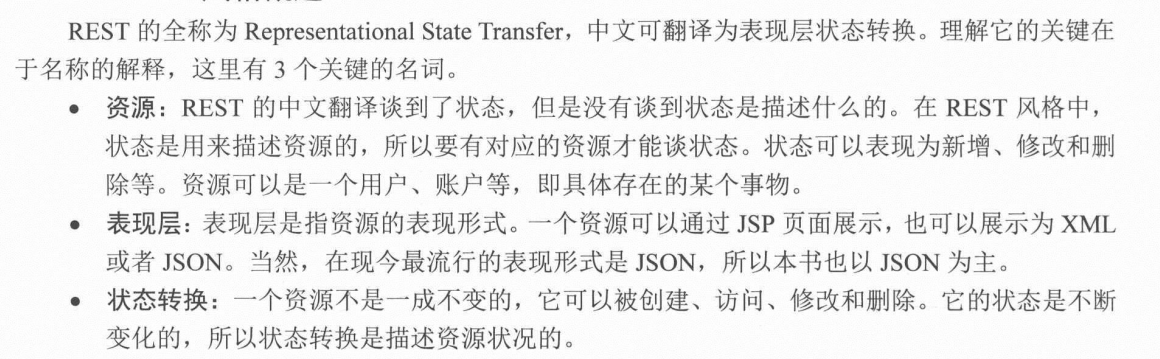 REST 的全称为 Representational State Transfer，中文可翻译为表现层状态转换。理解它的关键在
于名称的解释，这里有 3 个关键的名词。
● 资源：REST 的中文翻译谈到了状态，但是没有谈到状态是描述什么的。在 REST 风格中，
状态是用来描述资源的，所以要有对应的资源才能谈状态。状态可以表现为新增、修改和删
除等。资源可以是一个用户、账户等，即具体存在的某个事物。
● 表现层：表现层是指资源的表现形式。一个资源可以通过 JSP 页面展示，也可以展示为 XML
或者 JSON。当然，在现今最流行的表现形式是 JSON，所以本书也以 JSON 为主。
● 状态转换：一个资源不是一成不变的，它可以被创建、访问、修改和删除。它的状态是不断
变化的，所以状态转换是描述资源状况的。